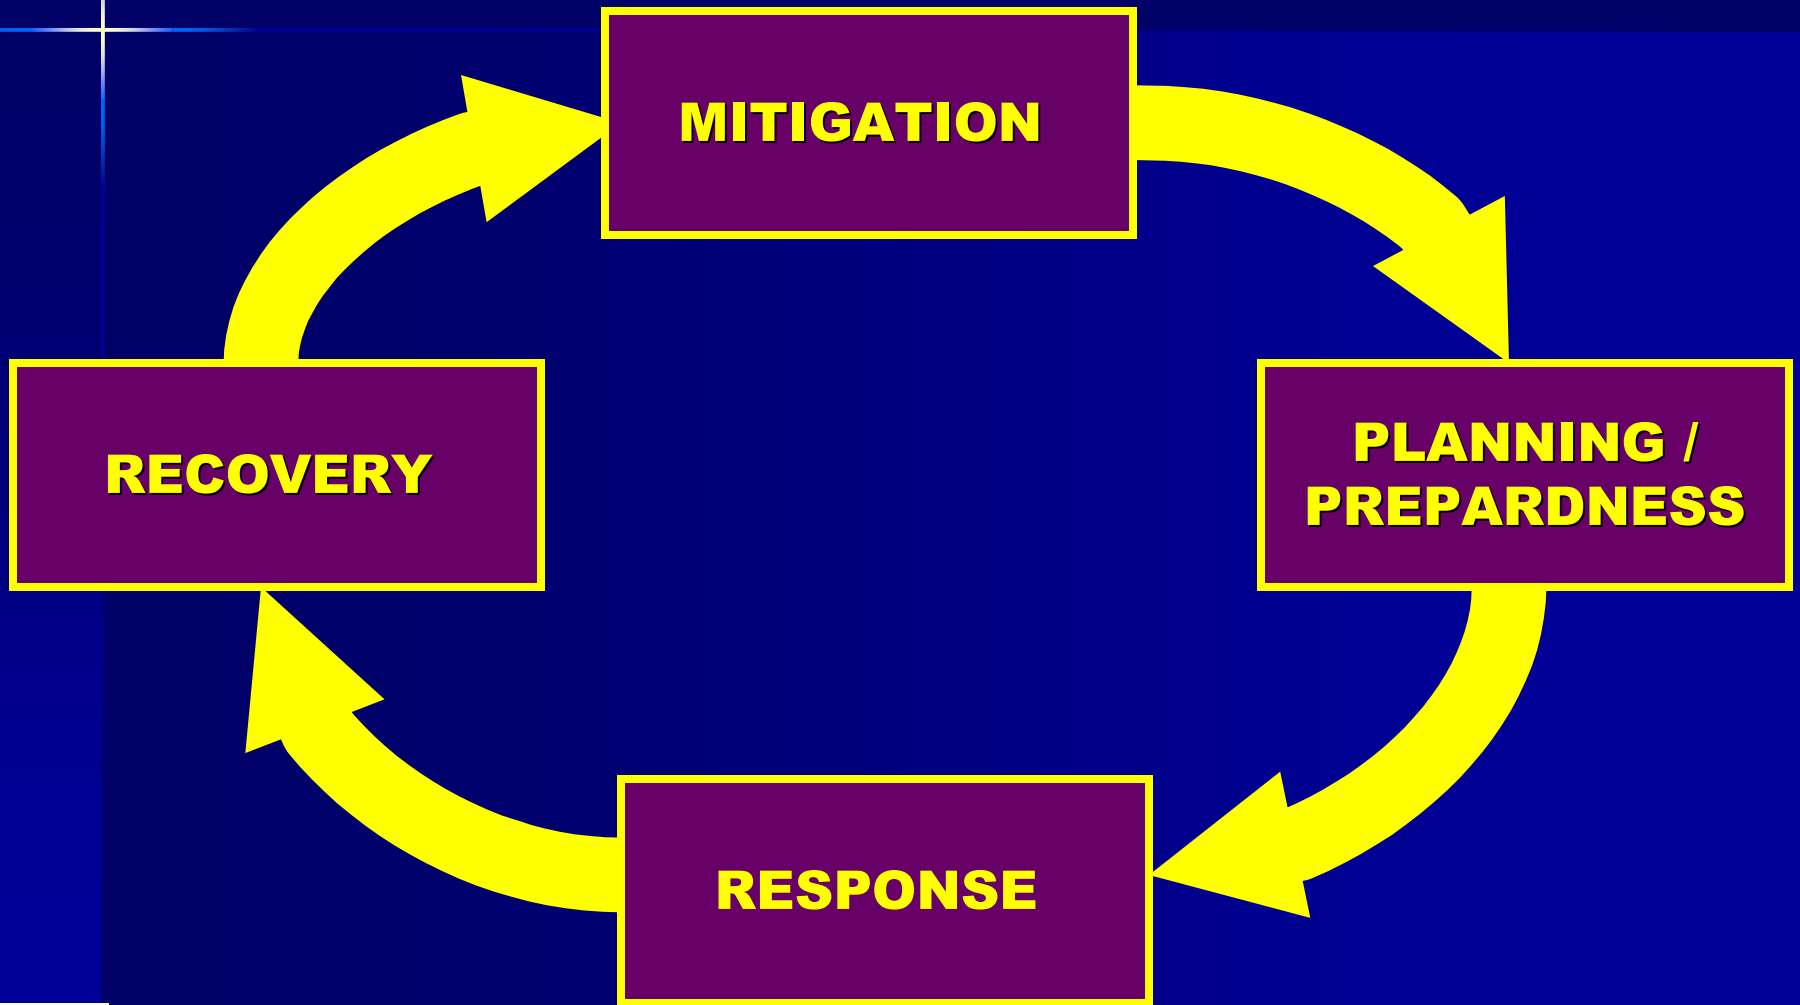 MITIGATION
RECOVERY
PLANNING /
PREPARDNESS
RESPONSE